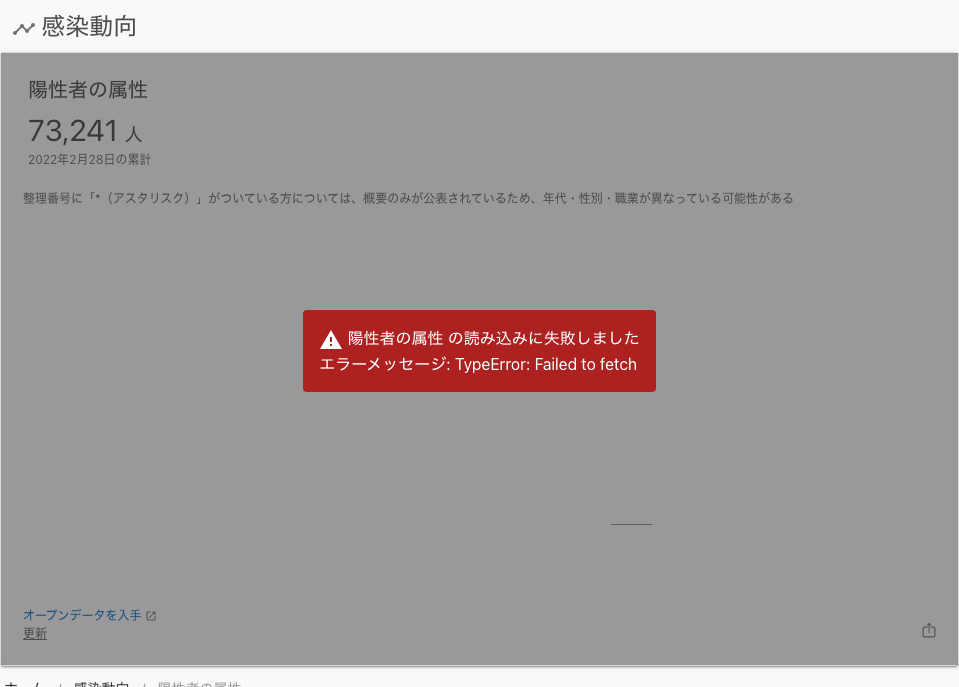 感染動向
陽性者の属性
73,241 人
2022年2月28日の累計
整理番号に「*（アスタリスク）」がついている方については、概要のみが公表されているため、年代・性別・職業が異なっている可能性がある
陽性者の属性 の読み込みに失敗しました
エラーメッセージ: TypeError: Failed to fetch
オープンデータを入手
更新
ホーム / 感染動向 / 陽性者の属性